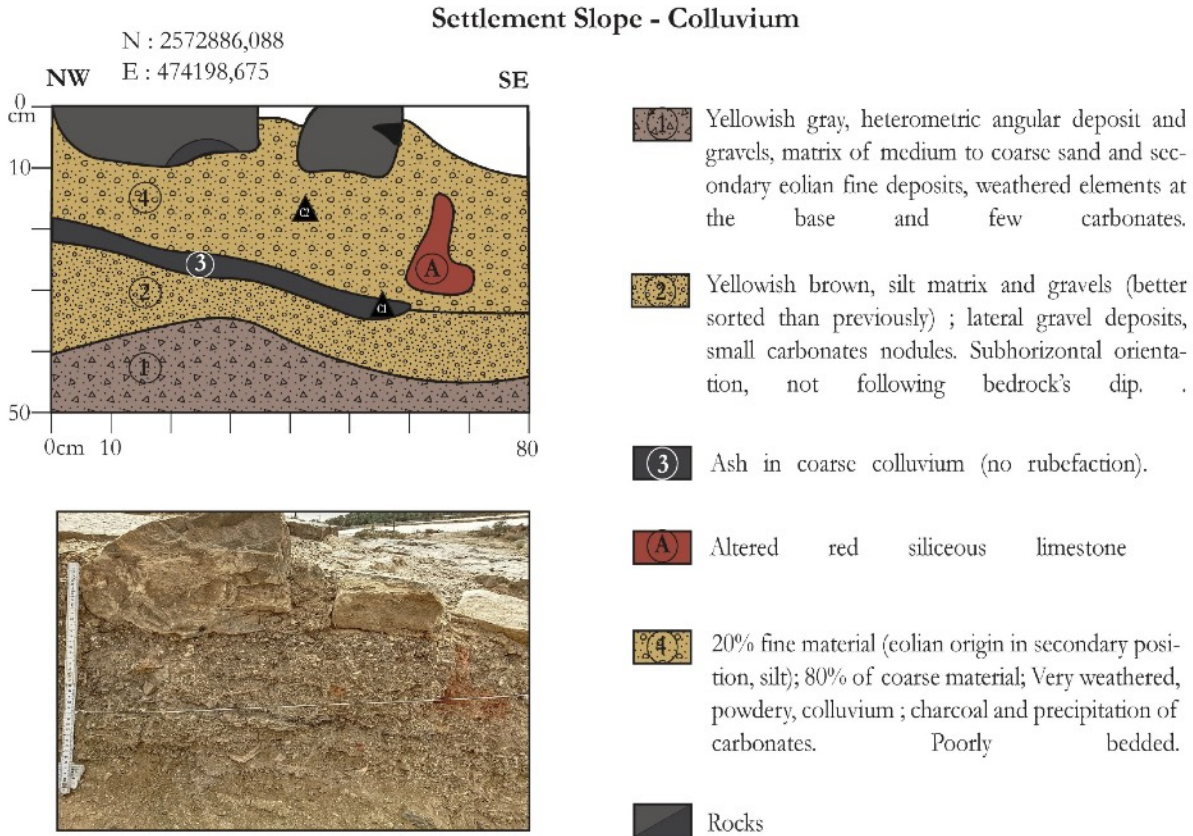 Settlement Slope - Colluvium
N : 2572886,088
E : 474198,675
NW
SE
0
cm
10
50
0cm 10
80
4
C2
3
A
2
C1
1
1 Yellowish gray, heterometric angular deposit and
gravels, matrix of medium to coarse sand and sec-
ondary eolian fine deposits, weathered elements at
the base and few carbonates.
2 Yellowish brown, silt matrix and gravels (better
sorted than previously) ; lateral gravel deposits,
small carbonates nodules. Subhorizontal orienta-
tion, not following bedrock's dip. .
3 Ash in coarse colluvium (no rubefaction).
A Altered red siliceous limestone
4 20% fine material (eolian origin in secondary posi-
tion, silt); 80% of coarse material; Very weathered,
powdery, colluvium ; charcoal and precipitation of
carbonates. Poorly bedded.
Rocks